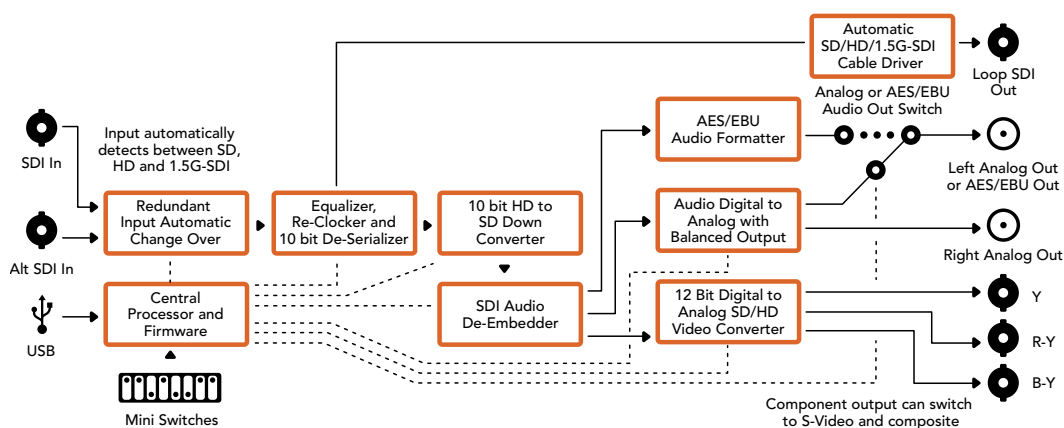 Automatic
SD/HD/1.5G-SDI
Cable Driver
Loop SDI
Out
Analog or AES/EBU
Audio Out Switch
SDI In
Input automatically
detects between SD,
HD and 1.5G-SDI
AES/EBU
Audio Formatter
Left Analog Out
or AES/EBU Out
Alt SDI In
Redundant
Input Automatic
Change Over
Equalizer,
Re-Clocker and
10 bit De-Serializer
10 bit HD to
SD Down
Converter
Audio Digital to
Analog with
Balanced Output
Right Analog Out
USB
Central
Processor and
Firmware
SDI Audio
De-Embedder
12 Bit Digital to
Analog SD/HD
Video Converter
Y
R-Y
B-Y
Mini Switches
Component output can switch
to S-Video and composite